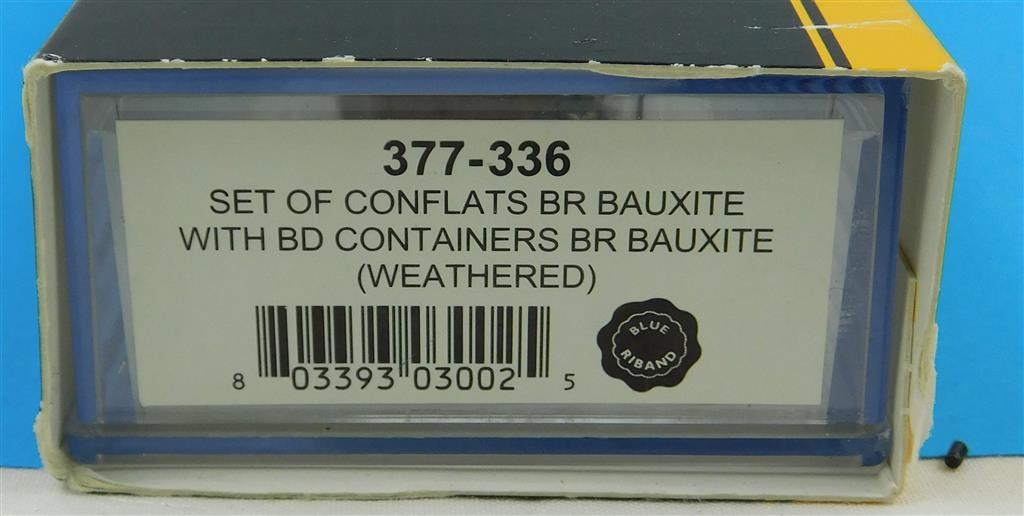 377-336
SET OF CONFLATS BR BAUXITE
WITH BD CONTAINERS BR BAUXITE
(WEATHERED)
8 03393 03002 5
BLUE
RIBAND